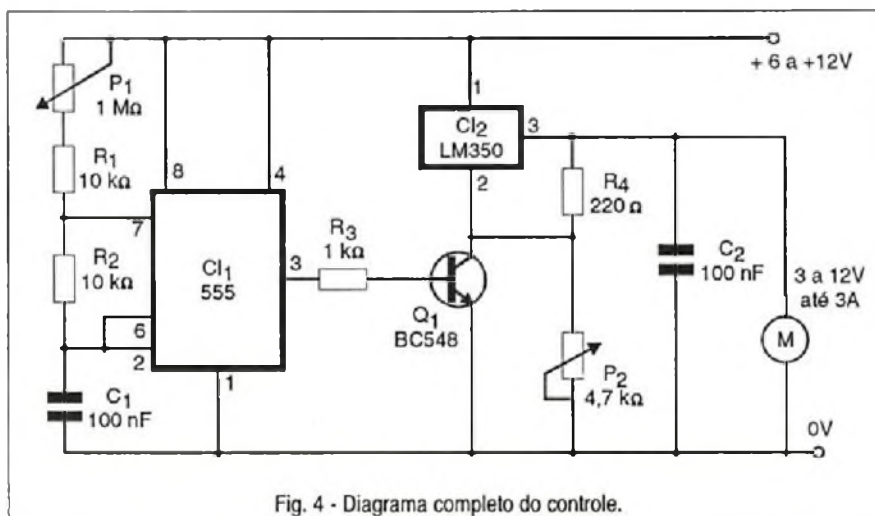 + 6 a +12V
P1
1 MΩ
R1
10 kΩ
8
4
7
R2
10 kΩ
CI1
555
3
6
2
1
C1
100 nF
R3
1 kΩ
Q1
BC548
1
CI2
LM350
3
2
R4
220 Ω
P2
4,7 kΩ
C2
100 nF
3 a 12V
até 3A
M
0V
Fig. 4 - Diagrama completo do controle.